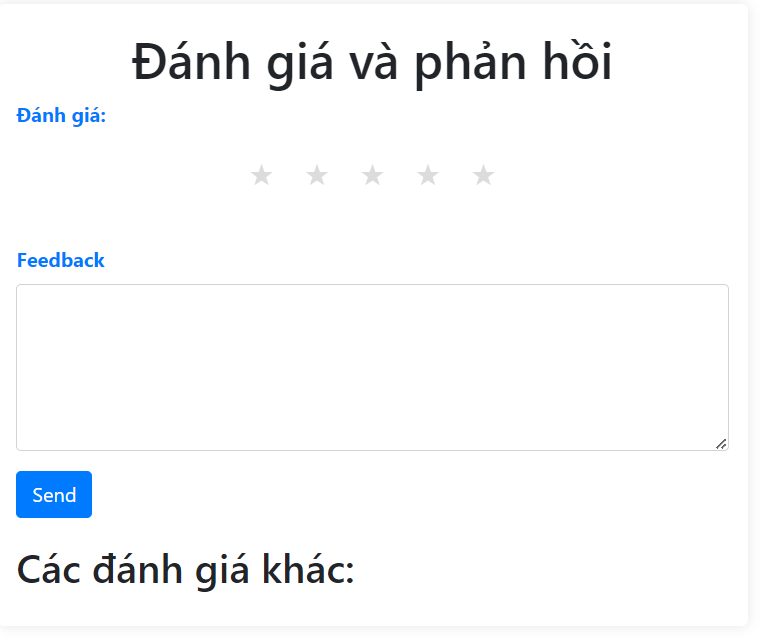 Đánh giá và phản hồi
Đánh giá:
★ ★ ★ ★ ★
Feedback
Send
Các đánh giá khác: